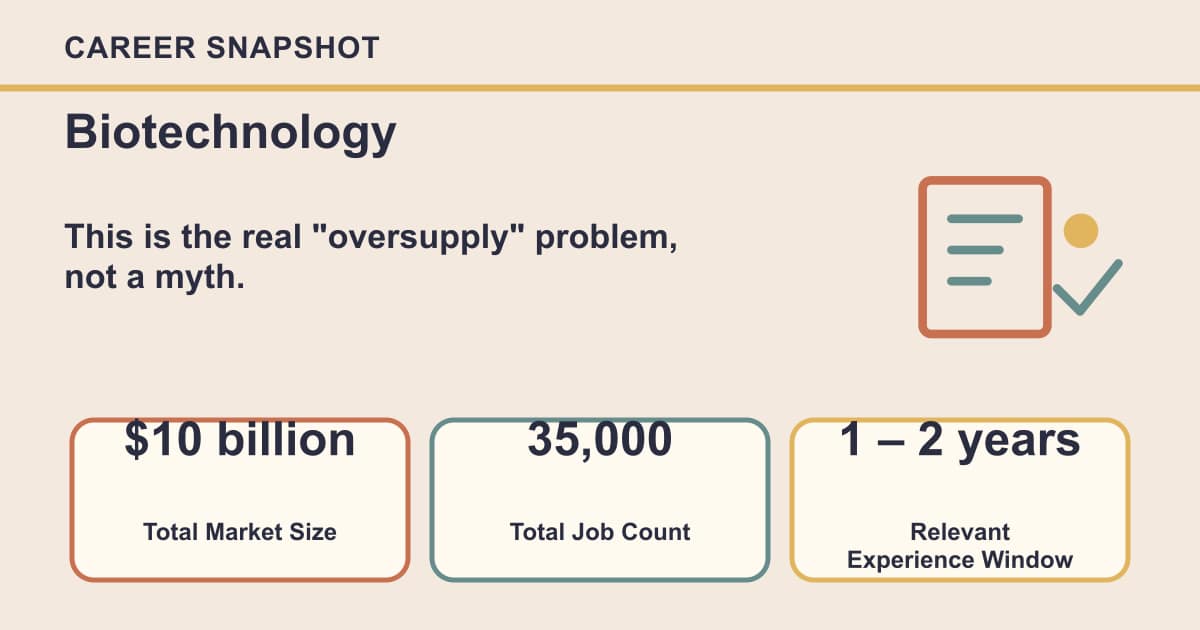 CAREER SNAPSHOT
Biotechnology
This is the real "oversupply" problem,
not a myth.
$10 billion
Total Market Size
35,000
Total Job Count
1 – 2 years
Relevant
Experience Window